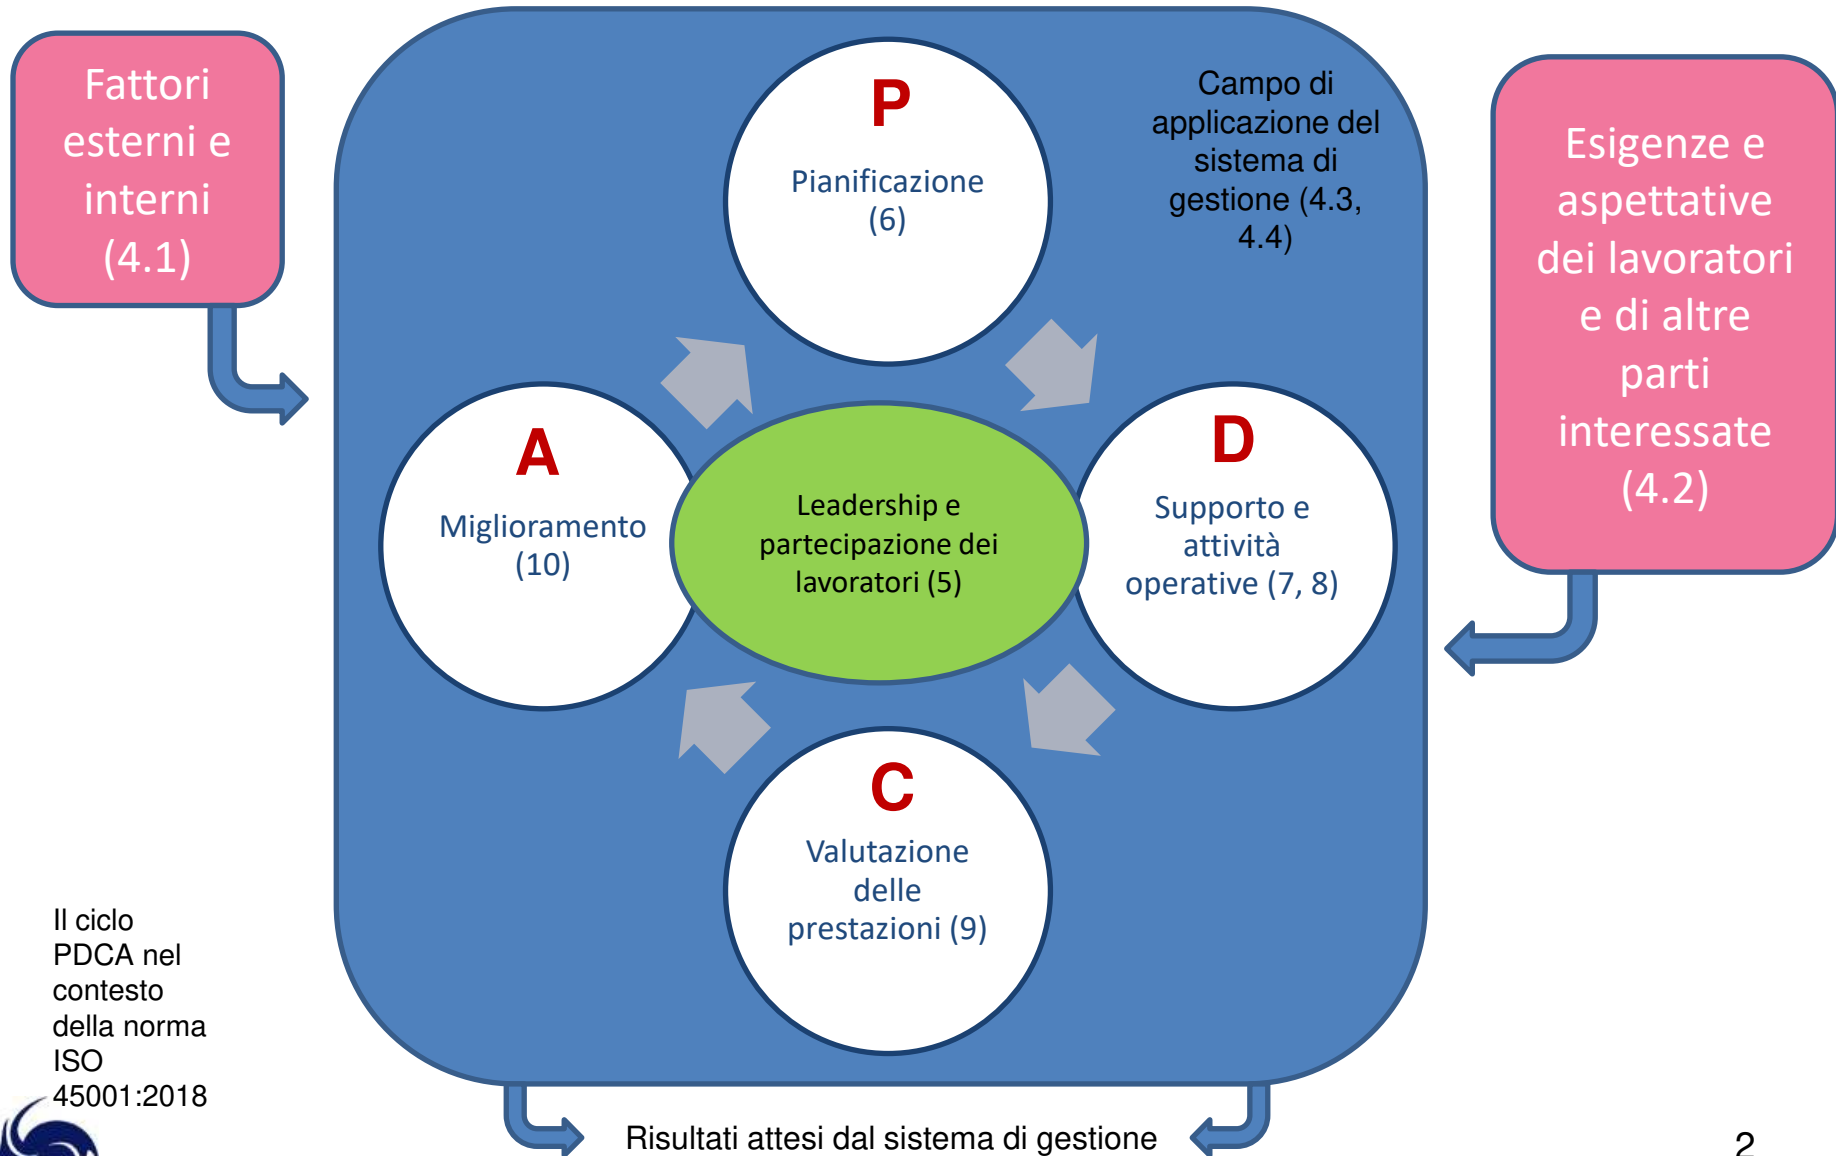 Fattori
esterni e
interni
(4.1)
P
Pianificazione
(6)
Campo di
applicazione del
sistema di
gestione (4.3,
4.4)
Esigenze e
aspettative
dei lavoratori
e di altre
parti
interessate
(4.2)
A
Miglioramento
(10)
Leadership e
partecipazione dei
lavoratori (5)
D
Supporto e
attività
operative (7, 8)
C
Valutazione
delle
prestazioni (9)
Il ciclo
PDCA nel
contesto
della norma
ISO
45001:2018
Risultati attesi dal sistema di gestione
2